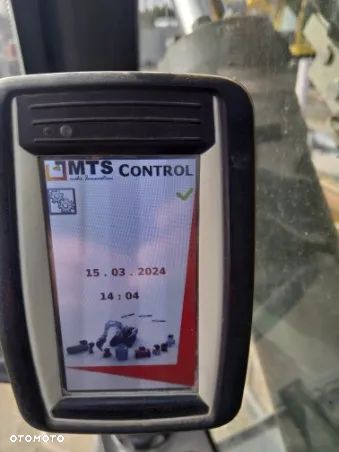 MTS CONTROL
15 . 03 . 2024
14 : 04
OTOMOTO